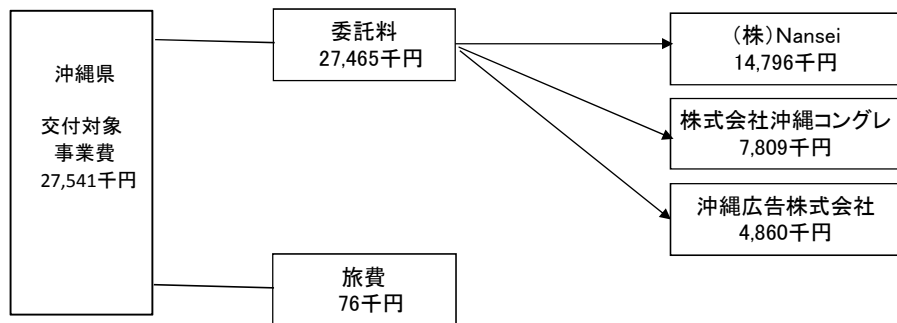 沖縄県
交付対象
事業費
27,541千円
委託料
27,465千円
旅費
76千円
（株）Nansei
14,796千円
株式会社沖縄コングレ
7,809千円
沖縄広告株式会社
4,860千円